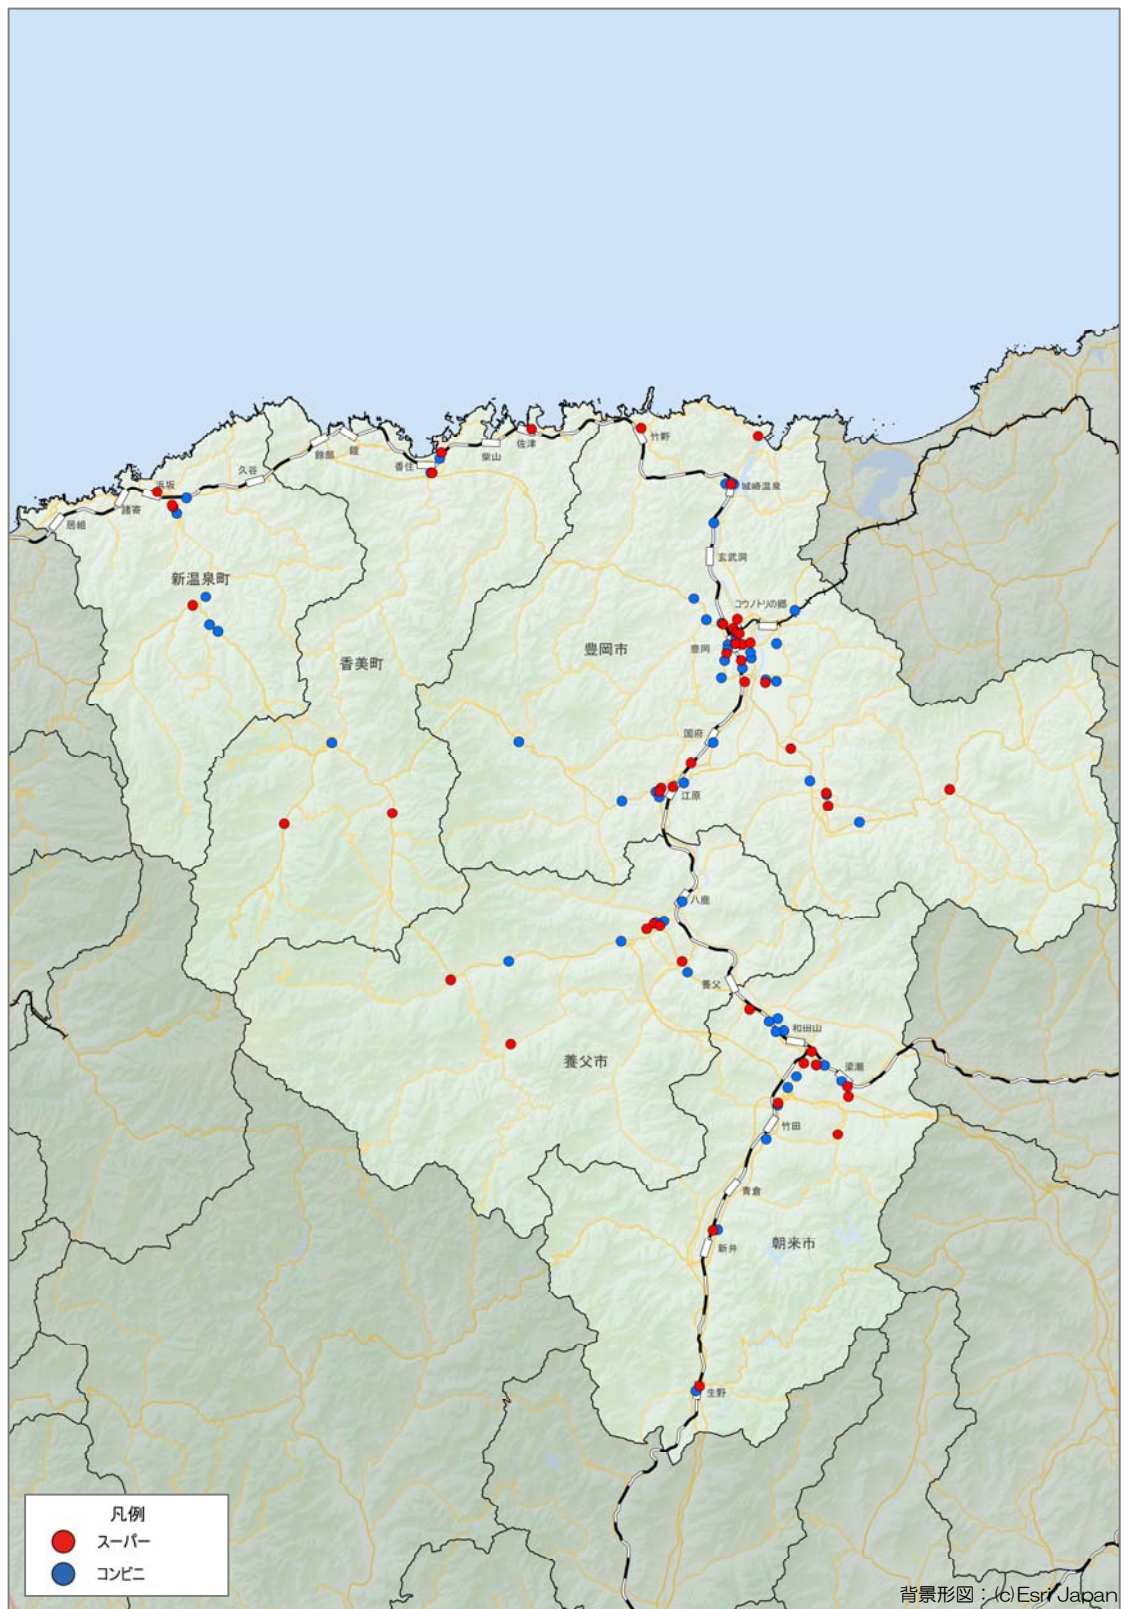 佐津
竹野
柴山
鎧
餘部
香住
久谷
浜坂
諸寄
居組
城崎温泉
玄武洞
新温泉町
コウノトリの郷
豊岡
豊岡市
香美町
国府
江原
八鹿
養父
和田山
養父市
梁瀬
竹田
青倉
新井
朝来市
生野
凡例
スーパー
コンビニ
背景形図：(c)Esri Japan